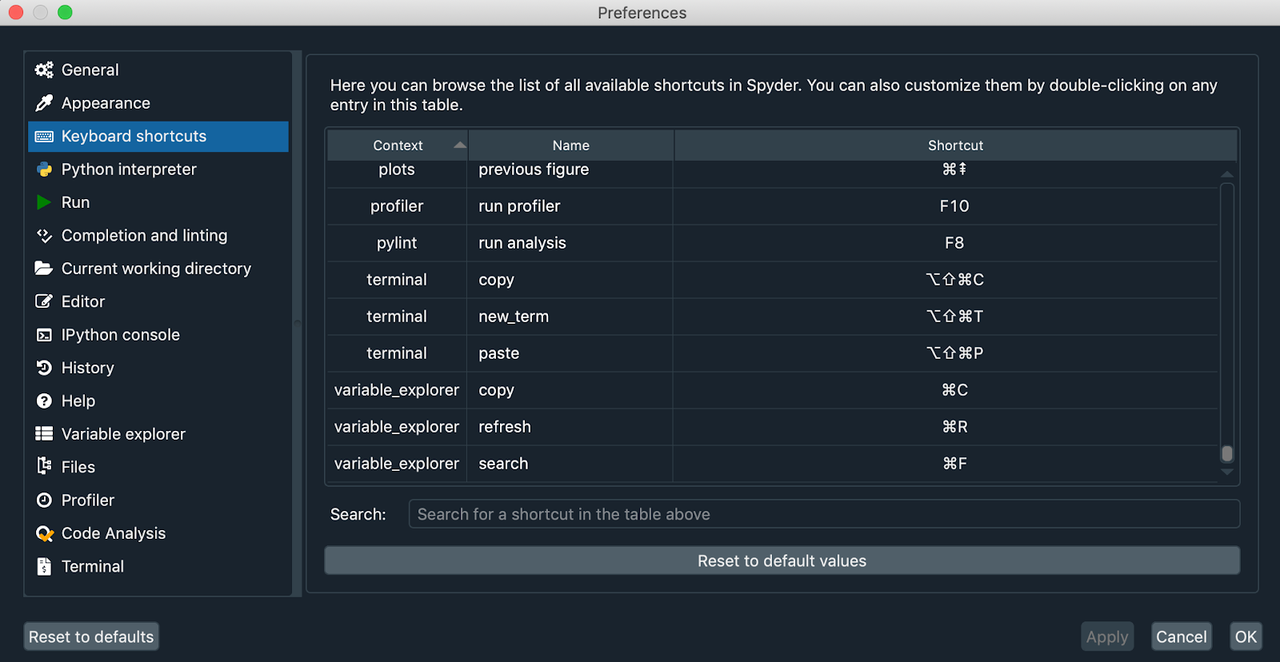 Preferences
General
Appearance
Keyboard shortcuts
Python interpreter
Run
Completion and linting
Current working directory
Editor
IPython console
History
Help
Variable explorer
Files
Profiler
Code Analysis
Terminal
Here you can browse the list of all available shortcuts in Spyder. You can also customize them by double-clicking on any
entry in this table.
Context Name Shortcut
plots previous figure ⌘⇞
profiler run profiler F10
pylint run analysis F8
terminal copy ⌥⇧⌘C
terminal new_term ⌥⇧⌘T
terminal paste ⌥⇧⌘P
variable_explorer copy ⌘C
variable_explorer refresh ⌘R
variable_explorer search ⌘F
Search: Search for a shortcut in the table above
Reset to default values
Reset to defaults Apply Cancel OK